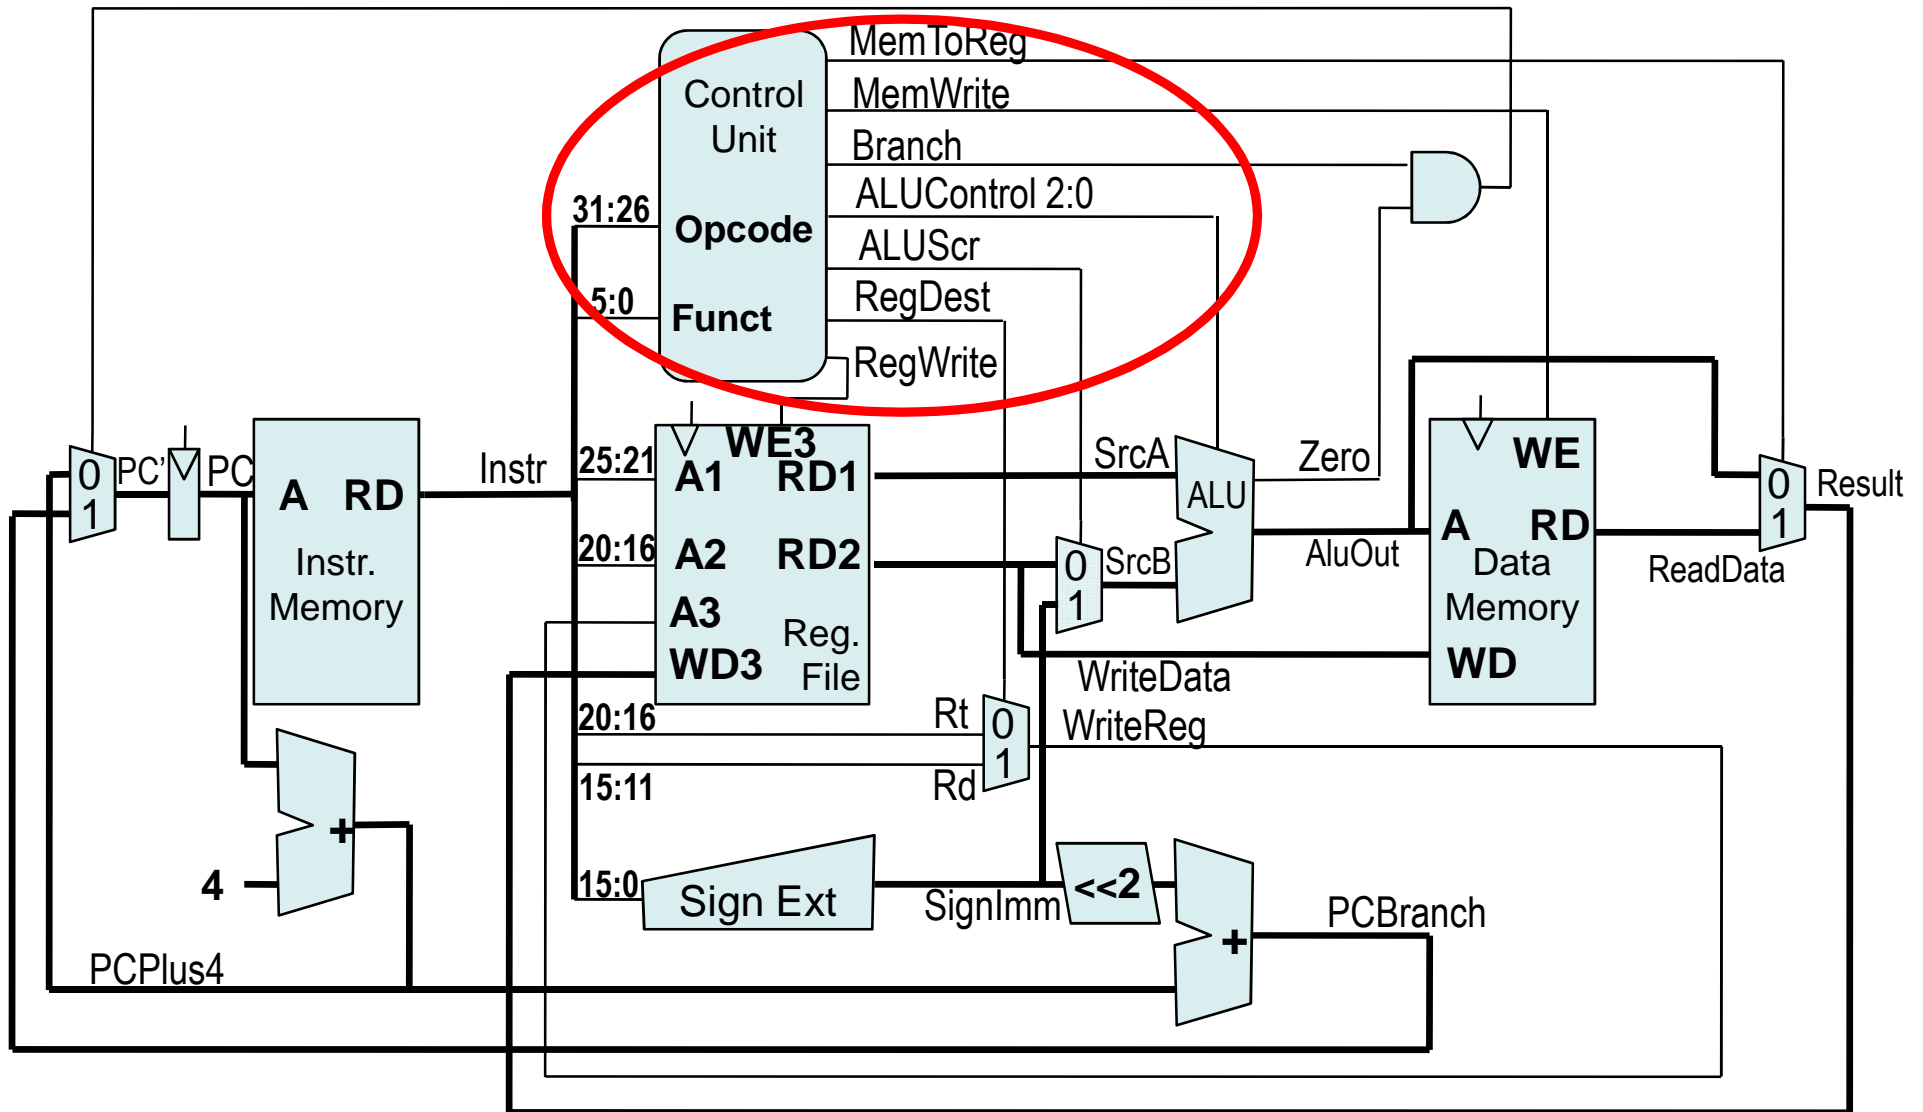 MemToReg
Control
Unit
MemWrite
Branch
ALUControl 2:0
31:26
Opcode
ALUScr
5:0
Funct
RegDest
RegWrite
0
1
PC'
PC
A RD
Instr.
Memory
Instr
25:21
A1
WE3
RD1
20:16
A2
RD2
A3
WD3
Reg.
File
SrcA
ALU
Zero
0
1
SrcB
AluOut
WE
A RD
Data
Memory
WD
0
1
Result
ReadData
WriteData
20:16
Rt
0
1
WriteReg
15:11
Rd
+
4
15:0
Sign Ext
SignImm
<<2
+
PCBranch
PCPlus4